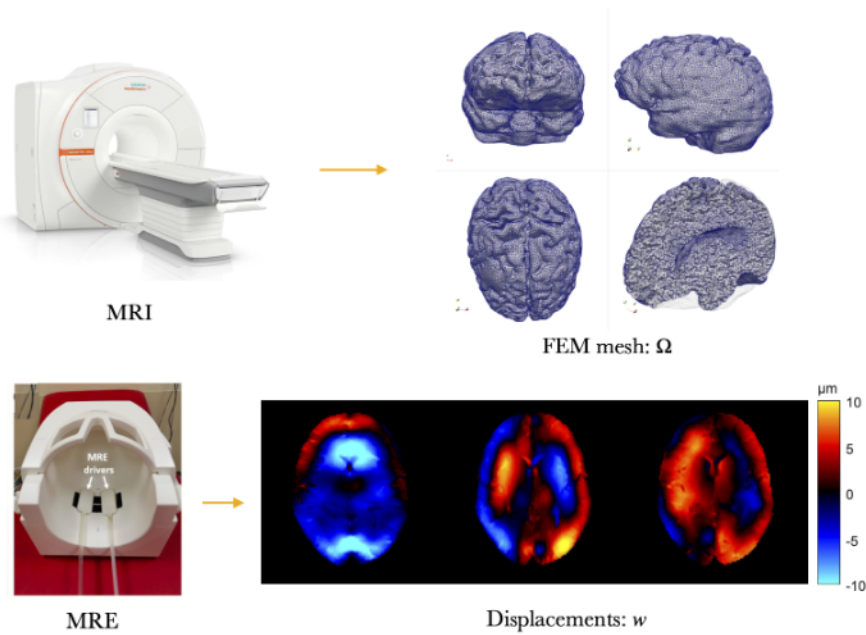 MRI
FEM mesh: Ω
MRE
drivers
μm
10
5
0
-5
-10
MRE
Displacements: w